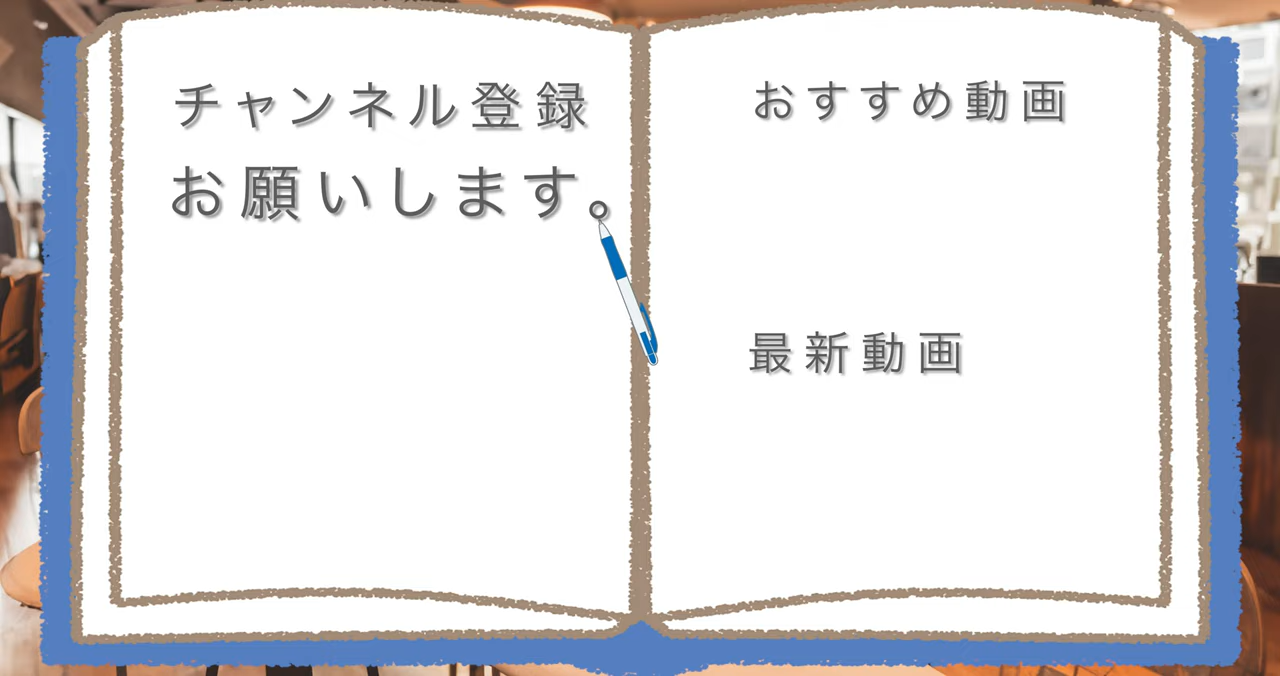 チャンネル登録
お願いします。
おすすめ動画
最新動画